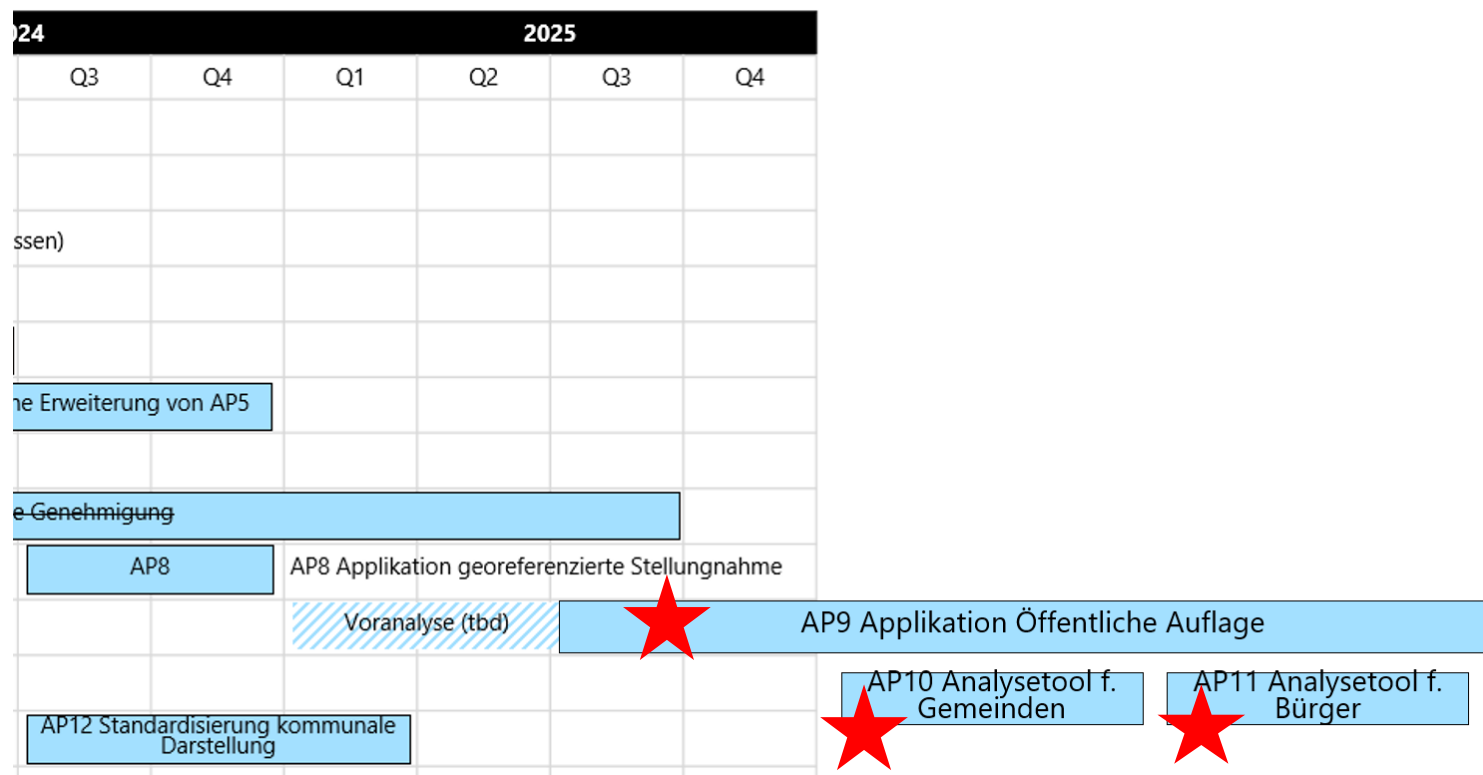 024 2025
Q3 Q4 Q1 Q2 Q3 Q4
ssen)
ne Erweiterung von AP5
e Genehmigung
AP8 AP8 Applikation georeferenzierte Stellungnahme
Voranalyse (tbd) AP9 Applikation Öffentliche Auflage
AP10 Analysetool f.
Gemeinden
AP11 Analysetool f.
Bürger
AP12 Standardisierung kommunale
Darstellung